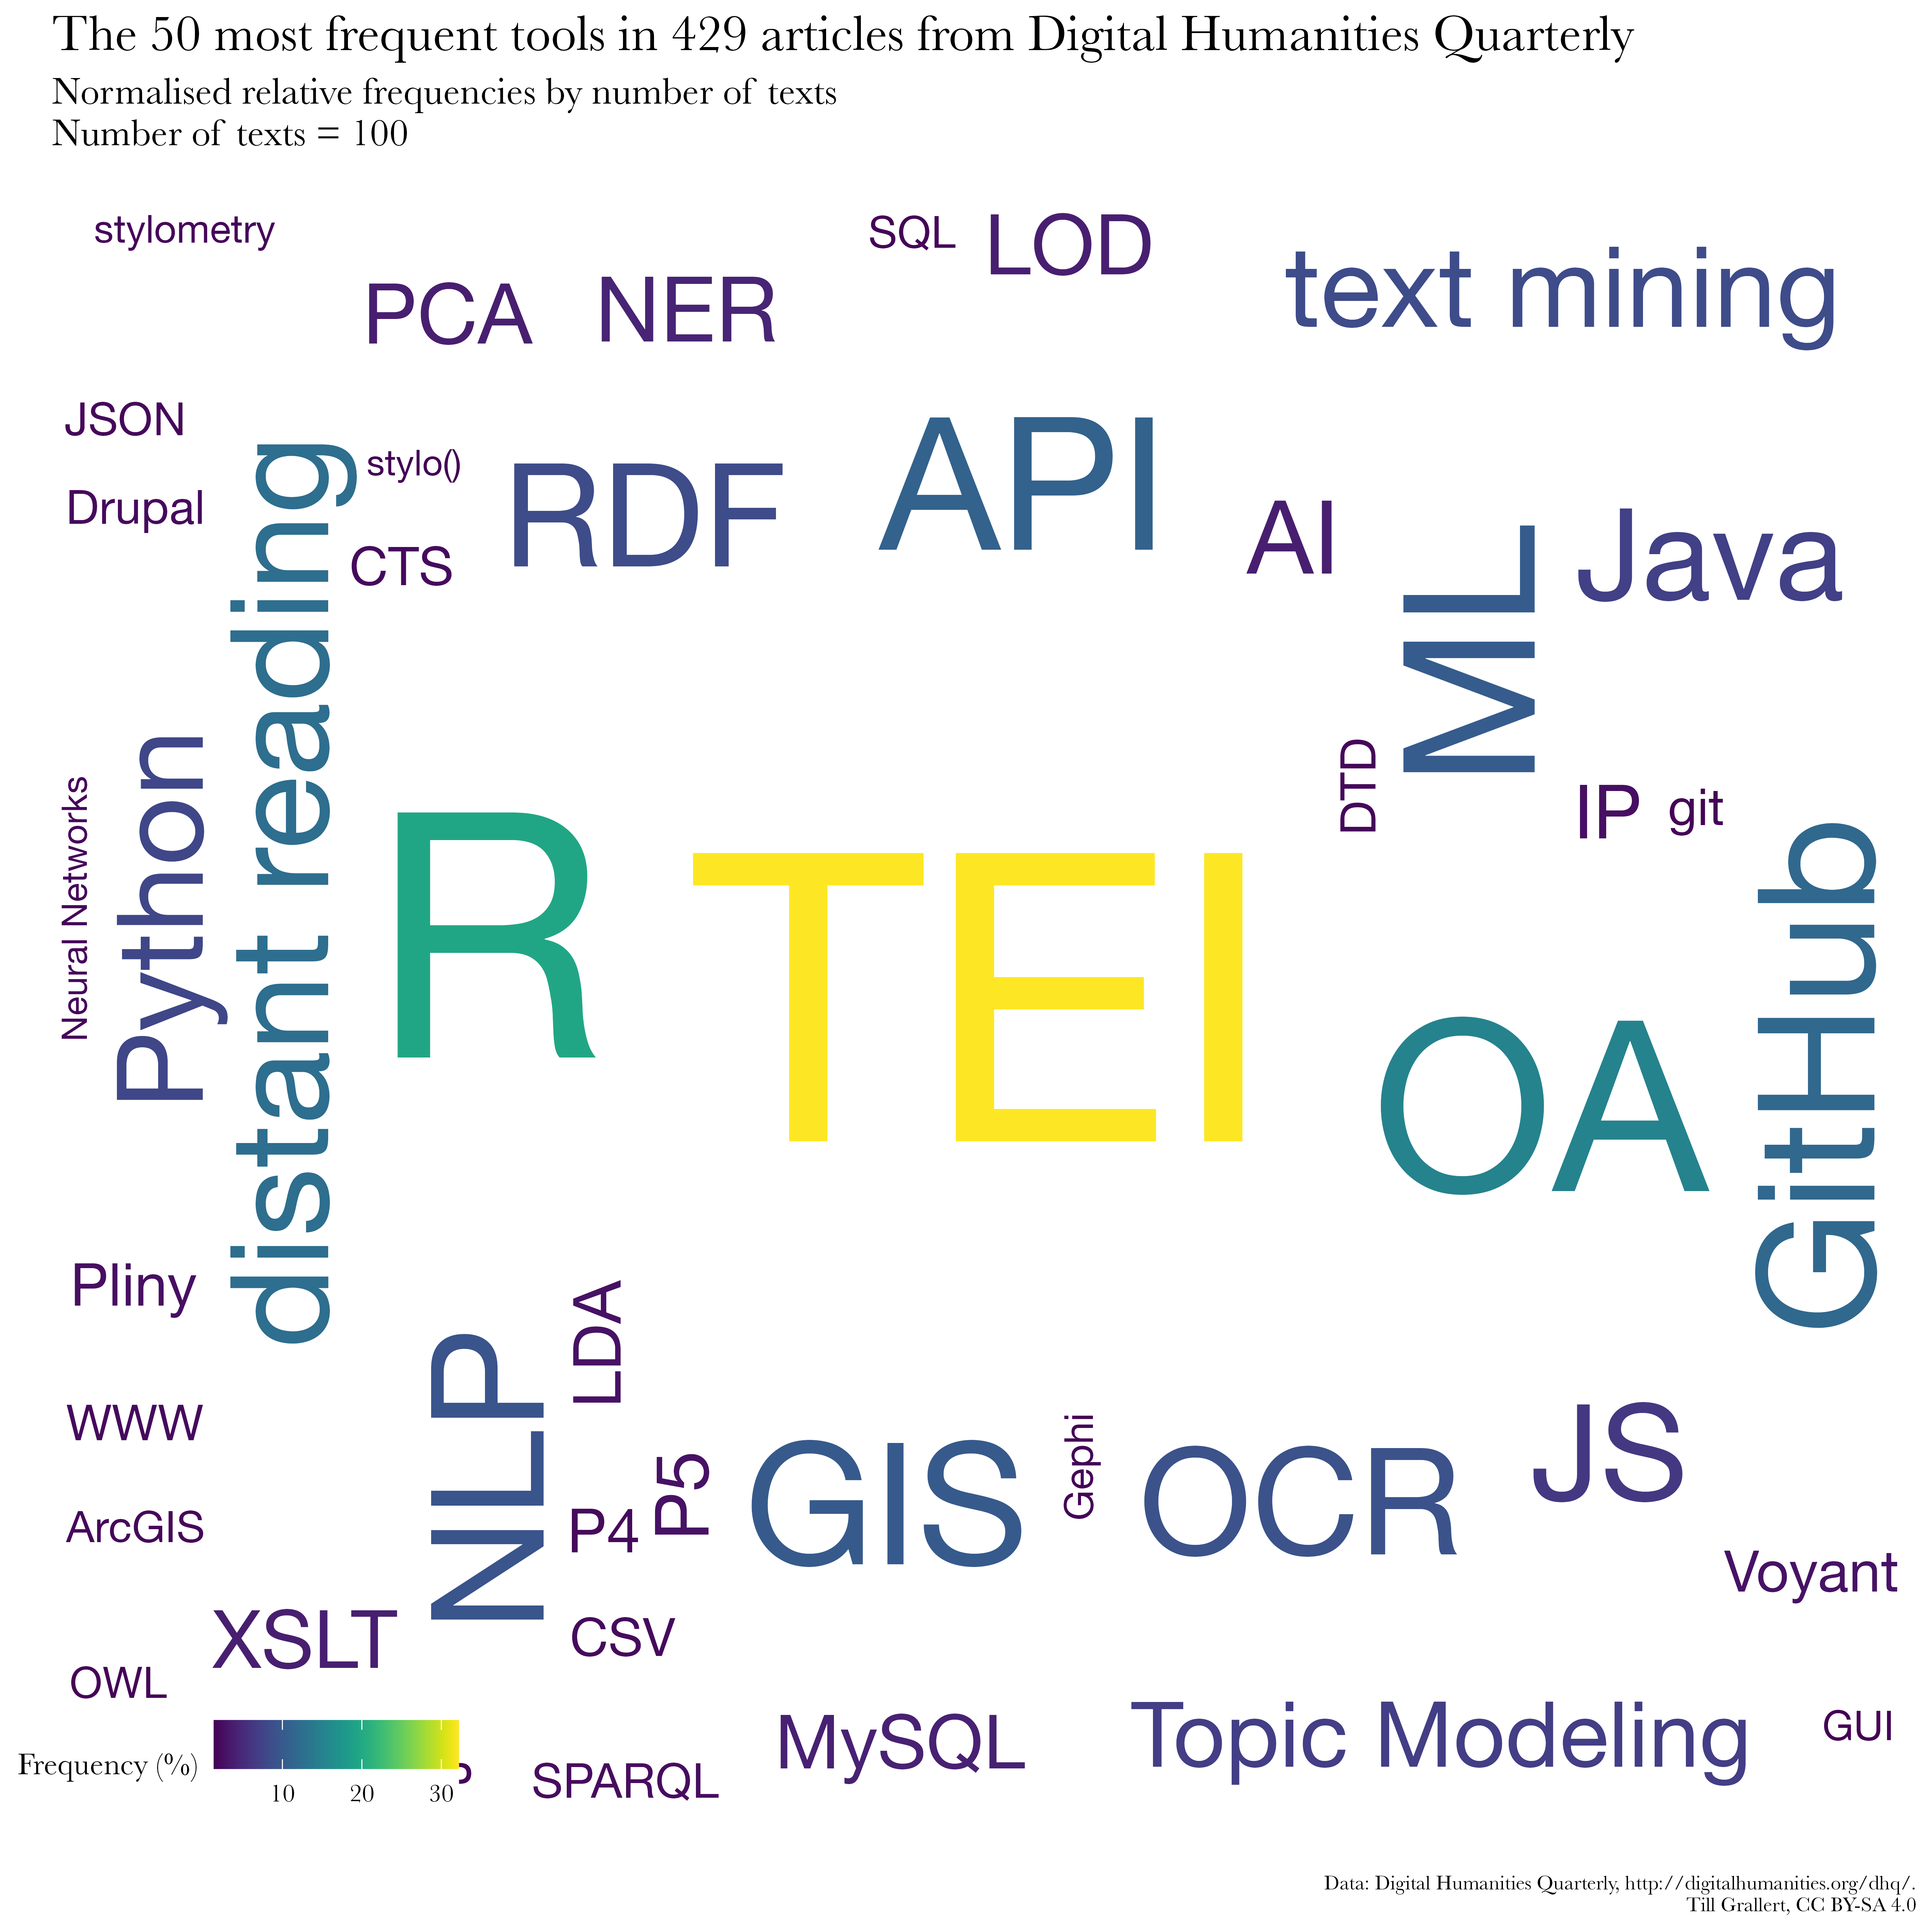 The 50 most frequent tools in 429 articles from Digital Humanities Quarterly
Normalised relative frequencies by number of texts
Number of texts = 100
stylometry
SQL
LOD
text mining
PCA
NER
JSON
stylo()
RDF
API
AI
ML
Java
Drupal
CTS
distant reading
Python
Neural Networks
R
TEI
DTD
IP
git
OA
GitHub
Pliny
LDA
NLP
WWW
ArcGIS
P4
P5
GIS
Gephi
OCR
JS
Voyant
XSLT
CSV
OWL
MySQL
Topic Modeling
GUI
SPARQL
Frequency (%)
10 20 30
Data: Digital Humanities Quarterly, http://digitalhumanities.org/dhq/.
Till Grallert, CC BY-SA 4.0